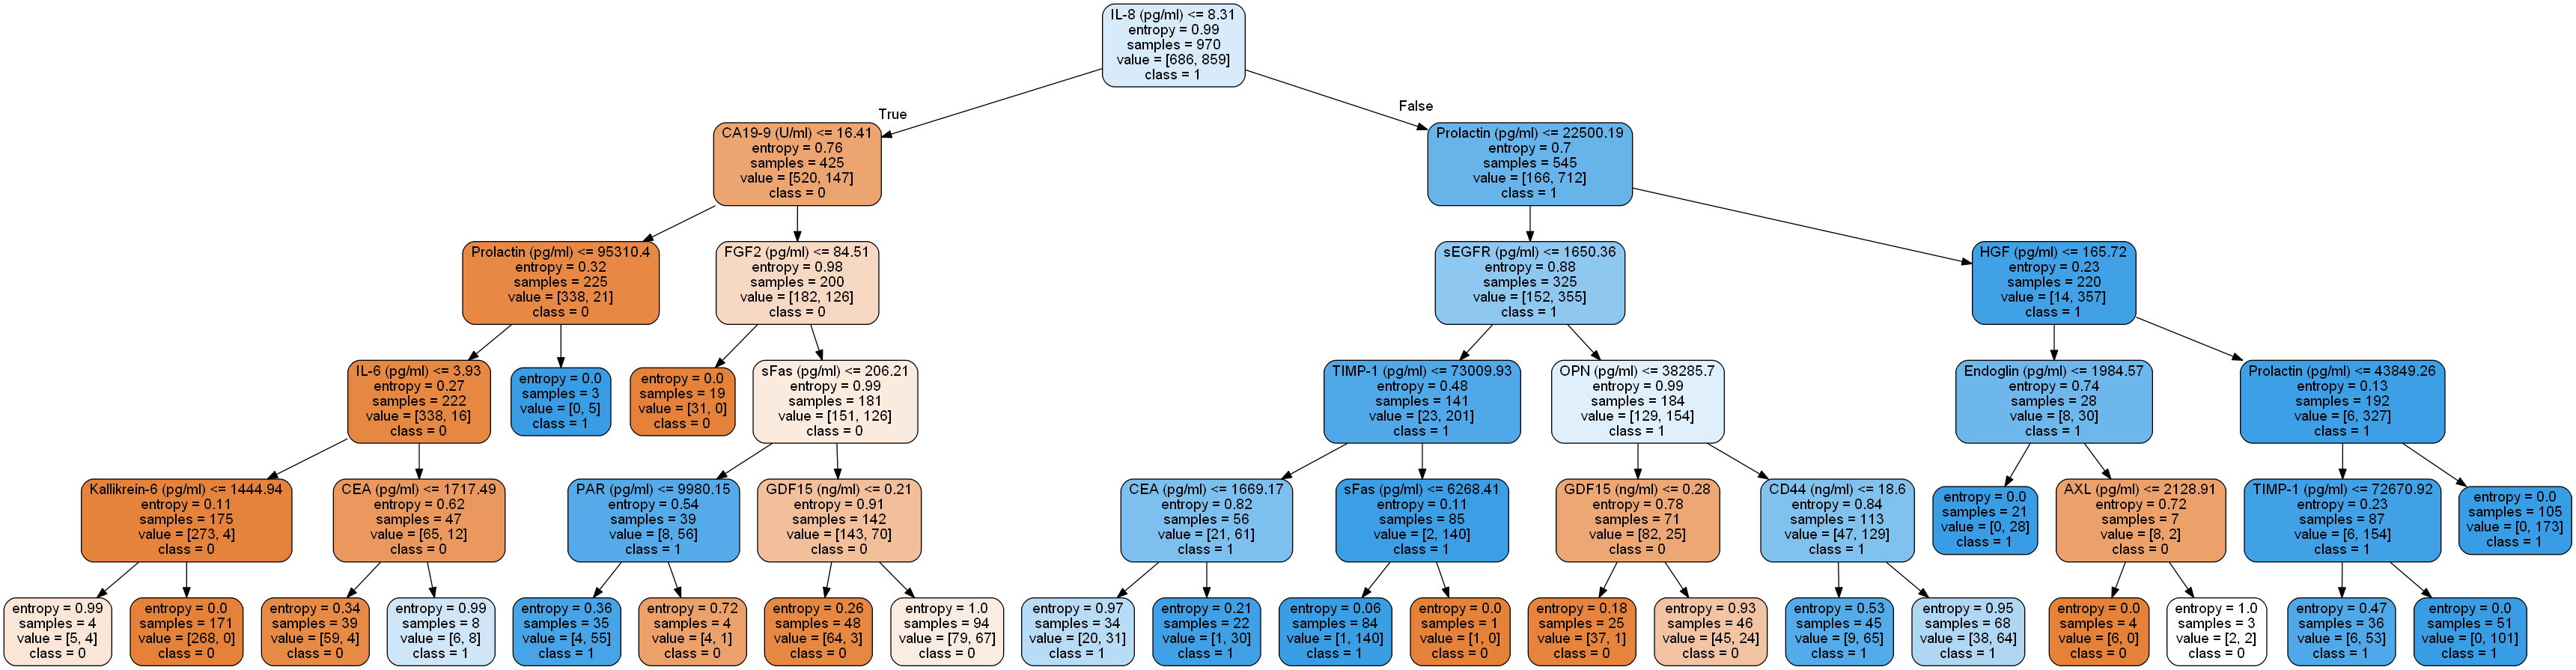 IL-8 (pg/ml) <= 8.31
entropy = 0.99
samples = 970
value = [686, 859]
class = 1
True
False
CA19-9 (U/ml) <= 16.41
entropy = 0.76
samples = 425
value = [520, 147]
class = 0
Prolactin (pg/ml) <= 22500.19
entropy = 0.7
samples = 545
value = [166, 712]
class = 1
Prolactin (pg/ml) <= 95310.4
entropy = 0.32
samples = 225
value = [338, 21]
class = 0
FGF2 (pg/ml) <= 84.51
entropy = 0.98
samples = 200
value = [182, 126]
class = 0
sEGFR (pg/ml) <= 1650.36
entropy = 0.88
samples = 325
value = [152, 355]
class = 1
HGF (pg/ml) <= 165.72
entropy = 0.23
samples = 220
value = [14, 357]
class = 1
IL-6 (pg/ml) <= 3.93
entropy = 0.27
samples = 222
value = [338, 16]
class = 0
entropy = 0.0
samples = 3
value = [0, 5]
class = 1
entropy = 0.0
samples = 19
value = [31, 0]
class = 0
sFas (pg/ml) <= 206.21
entropy = 0.99
samples = 181
value = [151, 126]
class = 0
TIMP-1 (pg/ml) <= 73009.93
entropy = 0.48
samples = 141
value = [23, 201]
class = 1
OPN (pg/ml) <= 38285.7
entropy = 0.99
samples = 184
value = [129, 154]
class = 1
Endoglin (pg/ml) <= 1984.57
entropy = 0.74
samples = 28
value = [8, 30]
class = 1
Prolactin (pg/ml) <= 43849.26
entropy = 0.13
samples = 192
value = [6, 327]
class = 1
Kallikrein-6 (pg/ml) <= 1444.94
entropy = 0.11
samples = 175
value = [273, 4]
class = 0
CEA (pg/ml) <= 1717.49
entropy = 0.62
samples = 47
value = [65, 12]
class = 0
PAR (pg/ml) <= 9980.15
entropy = 0.54
samples = 39
value = [8, 56]
class = 1
GDF15 (ng/ml) <= 0.21
entropy = 0.91
samples = 142
value = [143, 70]
class = 0
CEA (pg/ml) <= 1669.17
entropy = 0.82
samples = 56
value = [21, 61]
class = 1
sFas (pg/ml) <= 6268.41
entropy = 0.11
samples = 85
value = [2, 140]
class = 1
GDF15 (ng/ml) <= 0.28
entropy = 0.78
samples = 71
value = [82, 25]
class = 0
CD44 (ng/ml) <= 18.6
entropy = 0.84
samples = 113
value = [47, 129]
class = 1
entropy = 0.0
samples = 21
value = [0, 28]
class = 1
AXL (pg/ml) <= 2128.91
entropy = 0.72
samples = 7
value = [8, 2]
class = 0
TIMP-1 (pg/ml) <= 72670.92
entropy = 0.23
samples = 87
value = [6, 154]
class = 1
entropy = 0.0
samples = 105
value = [0, 173]
class = 1
entropy = 0.99
samples = 4
value = [5, 4]
class = 0
entropy = 0.0
samples = 171
value = [268, 0]
class = 0
entropy = 0.34
samples = 39
value = [59, 4]
class = 0
entropy = 0.99
samples = 8
value = [6, 8]
class = 1
entropy = 0.36
samples = 35
value = [4, 55]
class = 1
entropy = 0.72
samples = 4
value = [4, 1]
class = 0
entropy = 0.26
samples = 48
value = [64, 3]
class = 0
entropy = 1.0
samples = 94
value = [79, 67]
class = 0
entropy = 0.97
samples = 34
value = [20, 31]
class = 1
entropy = 0.21
samples = 22
value = [1, 30]
class = 1
entropy = 0.06
samples = 84
value = [1, 140]
class = 1
entropy = 0.0
samples = 1
value = [1, 0]
class = 0
entropy = 0.18
samples = 25
value = [37, 1]
class = 0
entropy = 0.93
samples = 46
value = [45, 24]
class = 0
entropy = 0.53
samples = 45
value = [9, 65]
class = 1
entropy = 0.95
samples = 68
value = [38, 64]
class = 1
entropy = 0.0
samples = 4
value = [6, 0]
class = 0
entropy = 1.0
samples = 3
value = [2, 2]
class = 0
entropy = 0.47
samples = 36
value = [6, 53]
class = 1
entropy = 0.0
samples = 51
value = [0, 101]
class = 1